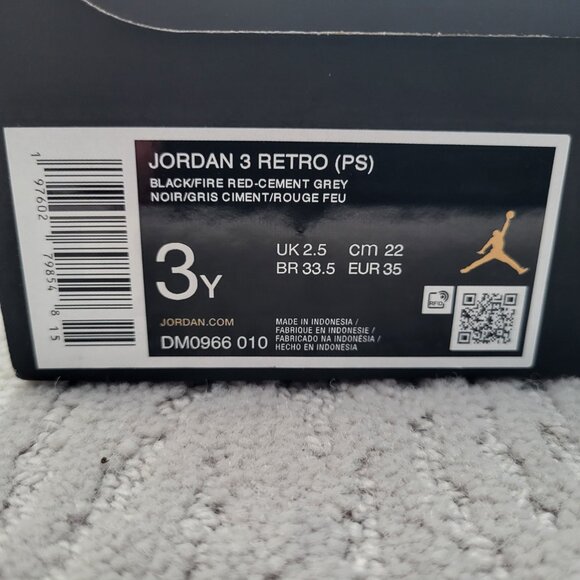 JORDAN 3 RETRO (PS)
BLACK/FIRE RED-CEMENT GREY
NOIR/GRIS CIMENT/ROUGE FEU
3Y
UK 2.5 cm 22
BR 33.5 EUR 35
JORDAN.COM
DM0966 010
MADE IN INDONESIA /
FABRIQUE EN INDONESIE /
FABRICADO NA INDONÉSIA /
HECHO EN INDONESIA
RFID
1 97602 79854 8 15